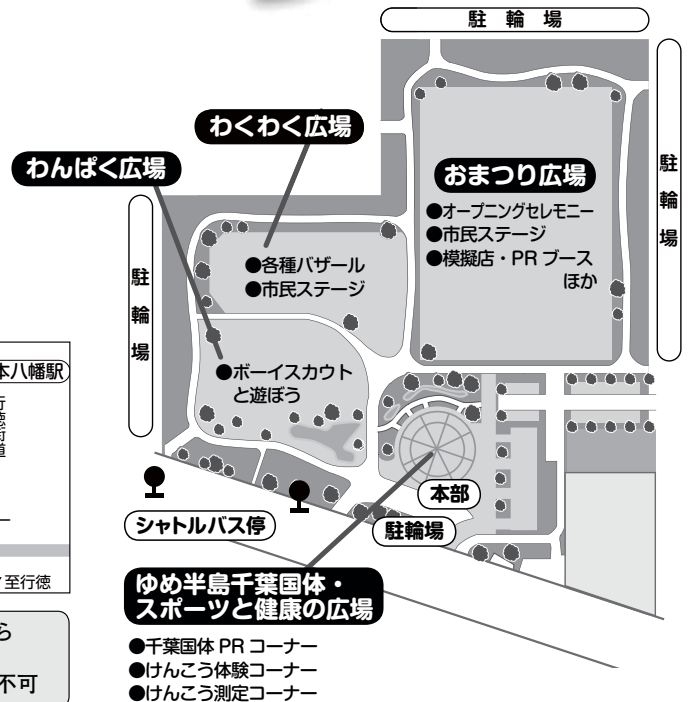 駐輪場
わくわく広場
わんぱく広場
おまつり広場
●オープニングセレモニー
●市民ステージ
●模擬店・PR ブース
ほか
駐輪場
●各種バザール
●市民ステージ
駐輪場
●ボーイスカウト
と遊ぼう
本部
駐輪場
シャトルバス停
ゆめ半島千葉国体・
スポーツと健康の広場
●千葉国体 PR コーナー
●けんこう体験コーナー
●けんこう測定コーナー
本八幡駅
行徳街道
至行徳
ら
不可